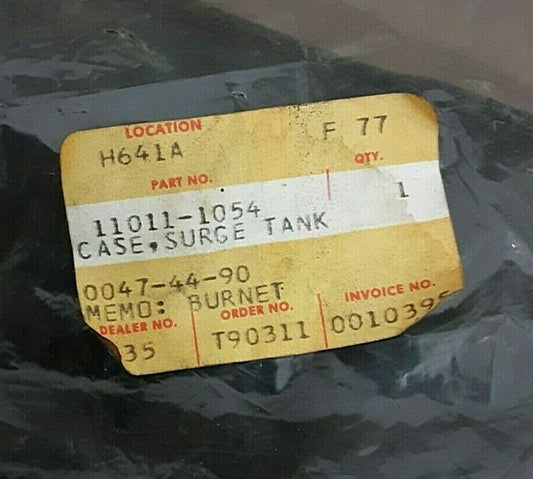 LOCATION
H641A F 77
PART NO. QTY.
11011-1054 1
CASE,SURGE TANK
0047-44-90
MEMO: BURNET
DEALER NO. ORDER NO. INVOICE NO.
35 T90311 0010395